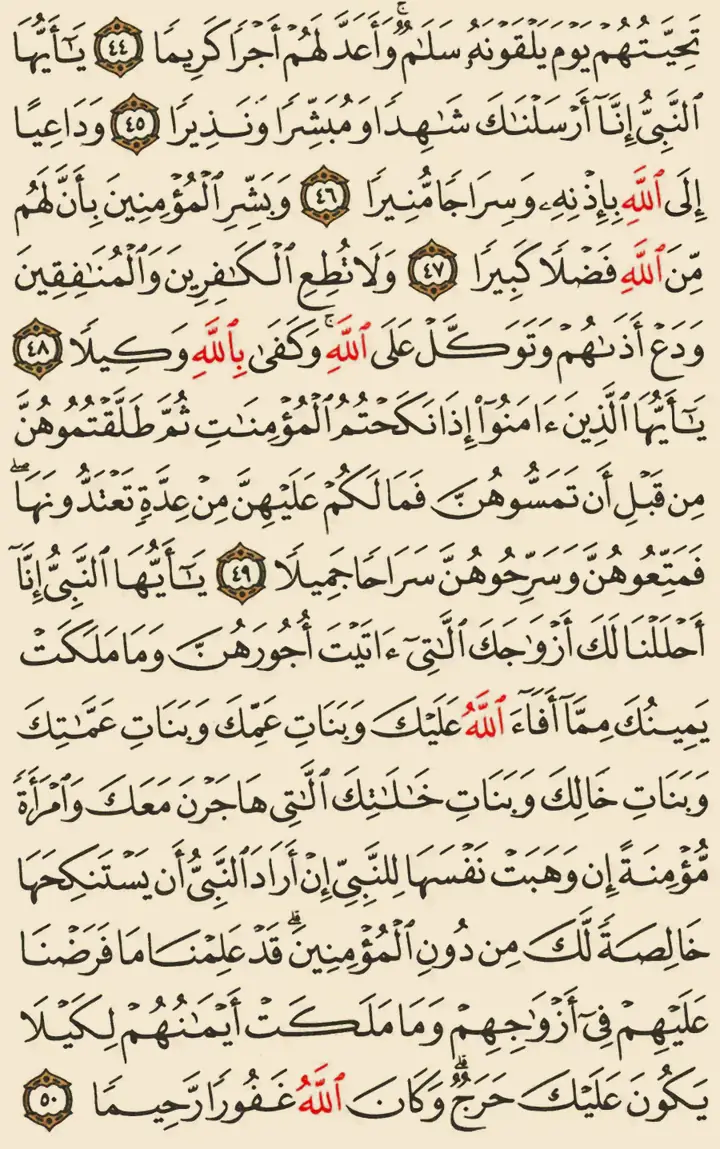 تَحِيَّتُهُمۡ يَوۡمَ يَلۡقَوۡنَهُۥ سَلَٰمٞۚ وَأَعَدَّ لَهُمۡ أَجۡرٗا كَرِيمٗا ٤٤ يَٰٓأَيُّهَا
ٱلنَّبِيُّ إِنَّآ أَرۡسَلۡنَٰكَ شَٰهِدٗا وَمُبَشِّرٗا وَنَذِيرٗا ٤٥ وَدَاعِيًا
إِلَى ٱللَّهِ بِإِذۡنِهِۦ وَسِرَاجٗا مُّنِيرٗا ٤٦ وَبَشِّرِ ٱلۡمُؤۡمِنِينَ بِأَنَّ لَهُم
مِّنَ ٱللَّهِ فَضۡلٗا كَبِيرٗا ٤٧ وَلَا تُطِعِ ٱلۡكَٰفِرِينَ وَٱلۡمُنَٰفِقِينَ
وَدَعۡ أَذَىٰهُمۡ وَتَوَكَّلۡ عَلَى ٱللَّهِۚ وَكَفَىٰ بِٱللَّهِ وَكِيلٗا ٤٨
يَٰٓأَيُّهَا ٱلَّذِينَ ءَامَنُوٓاْ إِذَا نَكَحۡتُمُ ٱلۡمُؤۡمِنَٰتِ ثُمَّ طَلَّقۡتُمُوهُنَّ
مِن قَبۡلِ أَن تَمَسُّوهُنَّ فَمَا لَكُمۡ عَلَيۡهِنَّ مِنۡ عِدَّةٖ تَعۡتَدُّونَهَاۖ
فَمَتِّعُوهُنَّ وَسَرِّحُوهُنَّ سَرَاحٗا جَمِيلٗا ٤٩ يَٰٓأَيُّهَا ٱلنَّبِيُّ إِنَّآ
أَحۡلَلۡنَا لَكَ أَزۡوَٰجَكَ ٱلَّٰتِيٓ ءَاتَيۡتَ أُجُورَهُنَّ وَمَا مَلَكَتۡ
يَمِينُكَ مِمَّآ أَفَآءَ ٱللَّهُ عَلَيۡكَ وَبَنَاتِ عَمِّكَ وَبَنَاتِ عَمَّٰتِكَ
وَبَنَاتِ خَالِكَ وَبَنَاتِ خَٰلَٰتِكَ ٱلَّٰتِي هَاجَرۡنَ مَعَكَ وَٱمۡرَأَةٗ
مُّؤۡمِنَةً إِن وَهَبَتۡ نَفۡسَهَا لِلنَّبِيِّ إِنۡ أَرَادَ ٱلنَّبِيُّ أَن يَسۡتَنكِحَهَا
خَالِصَةٗ لَّكَ مِن دُونِ ٱلۡمُؤۡمِنِينَۗ قَدۡ عَلِمۡنَا مَا فَرَضۡنَا
عَلَيۡهِمۡ فِيٓ أَزۡوَٰجِهِمۡ وَمَا مَلَكَتۡ أَيۡمَٰنُهُمۡ لِكَيۡلَا
يَكُونَ عَلَيۡكَ حَرَجٞۗ وَكَانَ ٱللَّهُ غَفُورٗا رَّحِيمٗا ٥٠